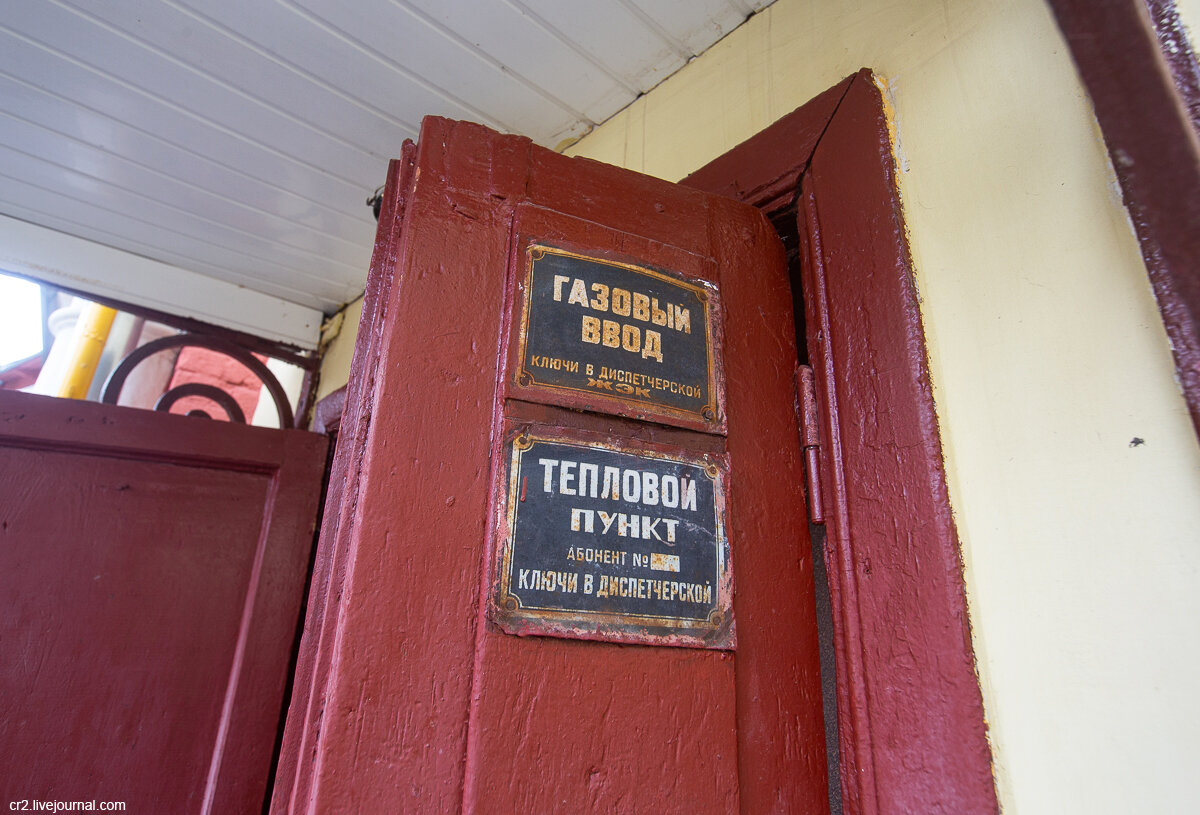 ГАЗОВЫЙ
ВВОД
КЛЮЧИ В ДИСПЕТЧЕРСКОЙ
ЖЭК
ТЕПЛОВОЙ
ПУНКТ
АБОНЕНТ №
КЛЮЧИ В ДИСПЕТЧЕРСКОЙ
cr2.livejournal.com